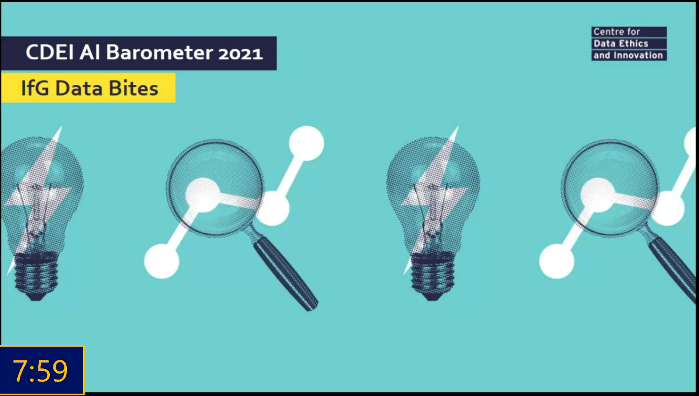 CDEI AI Barometer 2021
IfG Data Bites
Centre for
Data Ethics
and Innovation
7:59